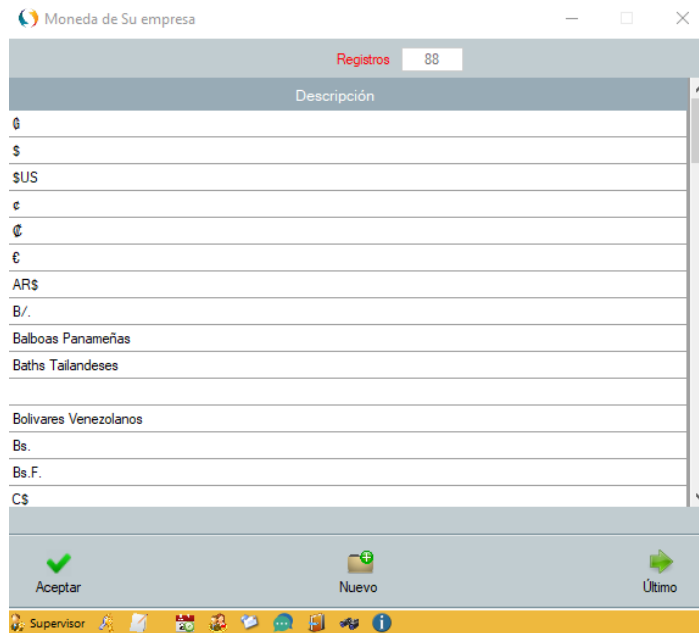 Moneda de Su empresa
Registros 88
Descripción
₲
$
$US
¢
₡
€
AR$
B/.
Balboas Panameñas
Baths Tailandeses
Bolivares Venezolanos
Bs.
Bs.F.
C$
Aceptar Nuevo Último
Supervisor